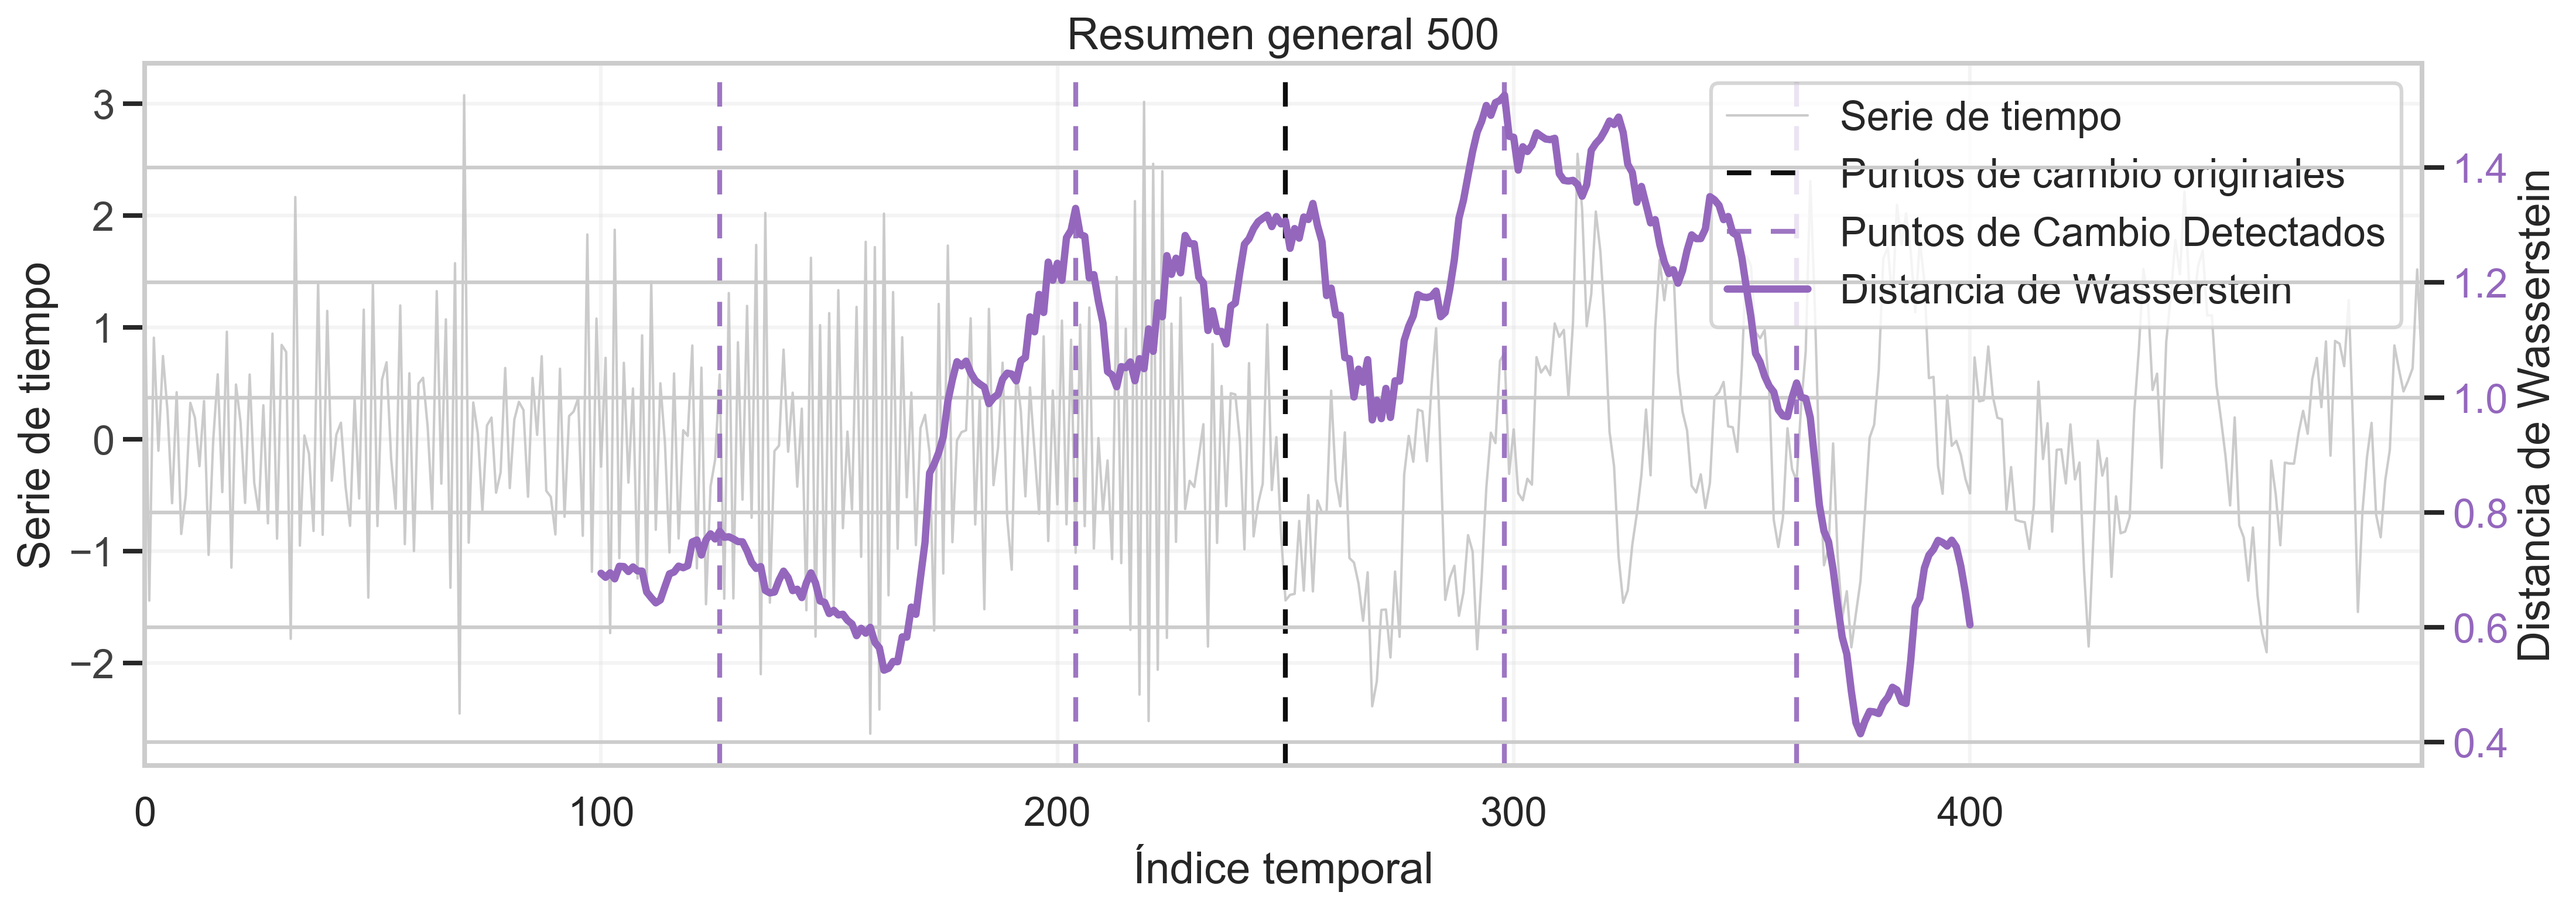 Resumen general 500
Serie de tiempo
3
2
1
0
−1
−2
Serie de tiempo
Puntos de cambio originales
Puntos de Cambio Detectados
Distancia de Wasserstein
1.4
1.2
1.0
0.8
0.6
0.4
Distancia de Wasserstein
0 100 200 300 400
Índice temporal